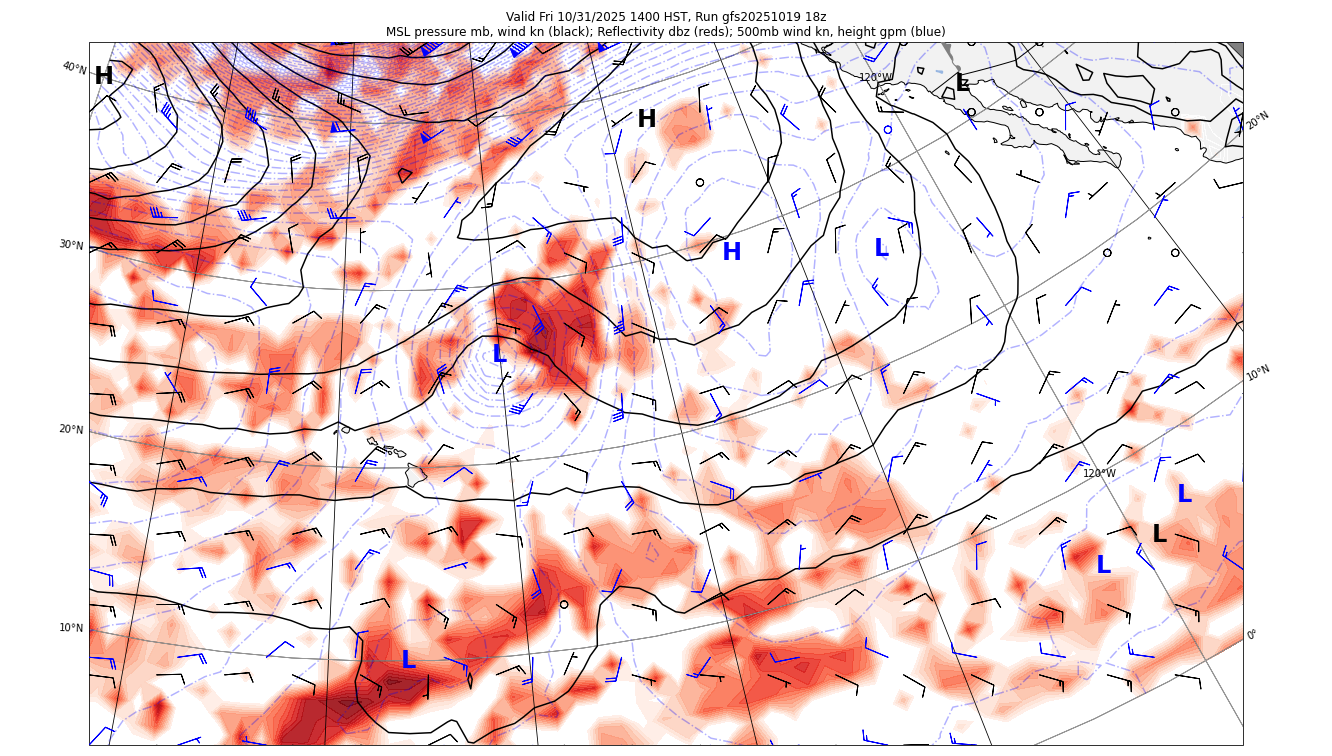 Valid Fri 10/31/2025 1400 HST, Run gfs20251019 18z
MSL pressure mb, wind kn (black); Reflectivity dbz (reds); 500mb wind kn, height gpm (blue)
40°N
H
120°W
L
H
20°N
30°N
H
L
L
10°N
20°N
120°W
L
L
L
10°N
0°
L